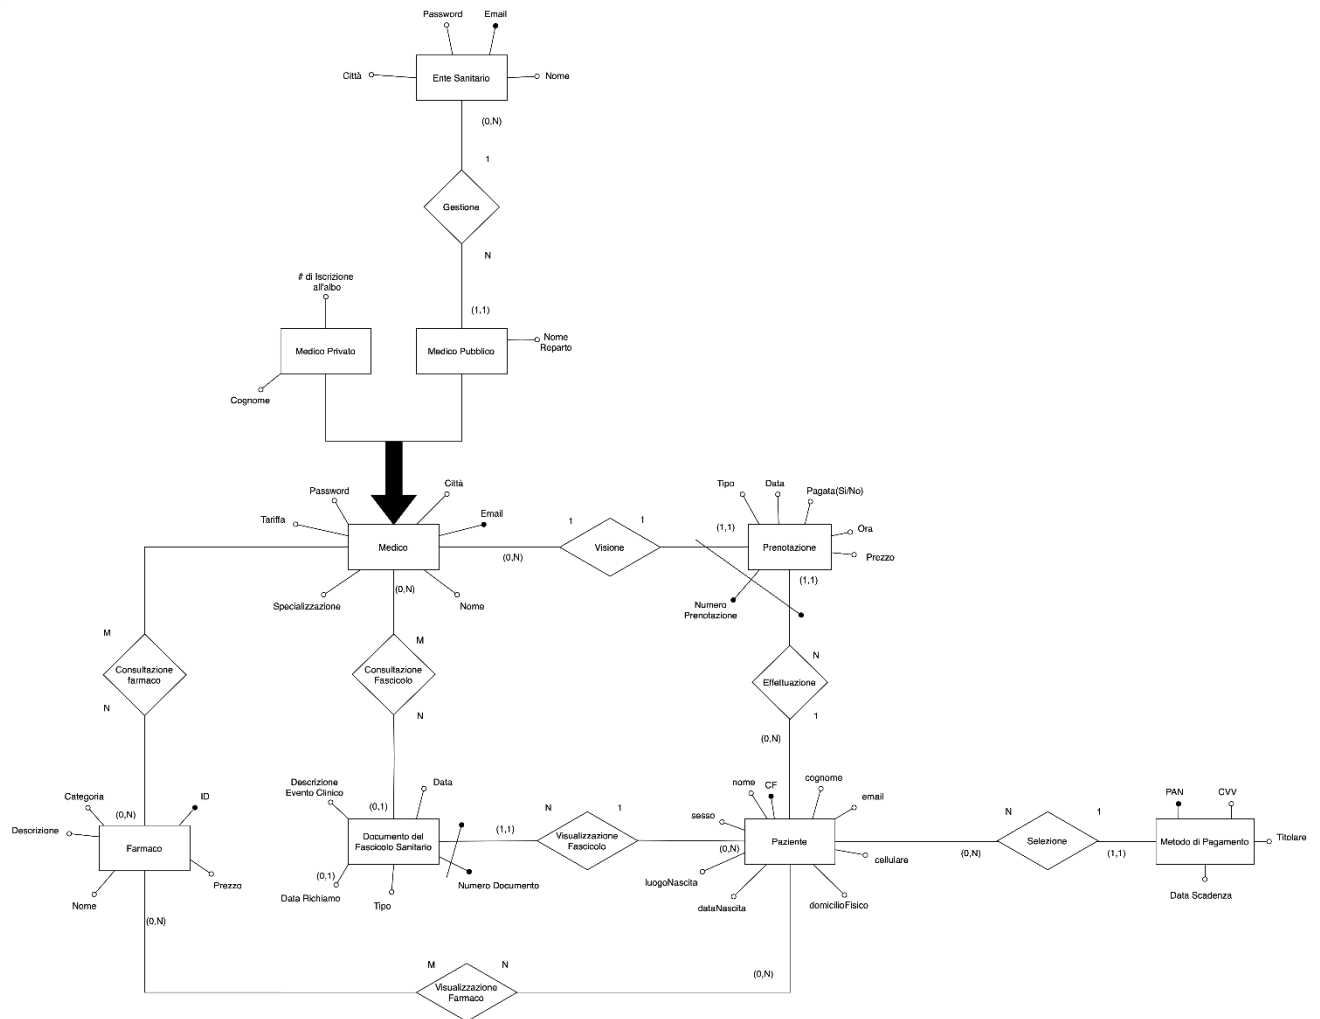 Password
Email
Città
Ente Sanitario
Nome
(0,N)
1
Gestione
N
# di Iscrizione
all'albo
(1,1)
Medico Privato
Medico Pubblico
Nome
Reparto
Cognome
Password
Città
Tariffa
Email
Medico
(0,N)
1
Visione
1
(1,1)
Tipo
Data
Pagata(Si/No)
Ora
Prenotazione
Prezzo
(1,1)
Specializzazione
(0,N)
Nome
Numero
Prenotazione
M
Consultazione
farmaco
N
M
Consultazione
Fascicolo
N
N
Effettuazione
1
(0,N)
Categoria
ID
(0,N)
Descrizione
Farmaco
Nome
Prezzo
(0,N)
Descrizione
Evento Clinico
Data
(0,1)
Documento del
Fascicolo Sanitario
(0,1)
Data Richiamo
Tipo
Numero Documento
(1,1)
N
1
Visualizzazione
Fascicolo
(0,N)
nome
CF
cognome
email
sesso
Paziente
cellulare
luogoNascita
dataNascita
domicilioFisico
(0,N)
N
Selezione
1
(1,1)
PAN
CVV
Metodo di Pagamento
Titolare
Data Scadenza
M
N
Visualizzazione
Farmaco
(0,N)